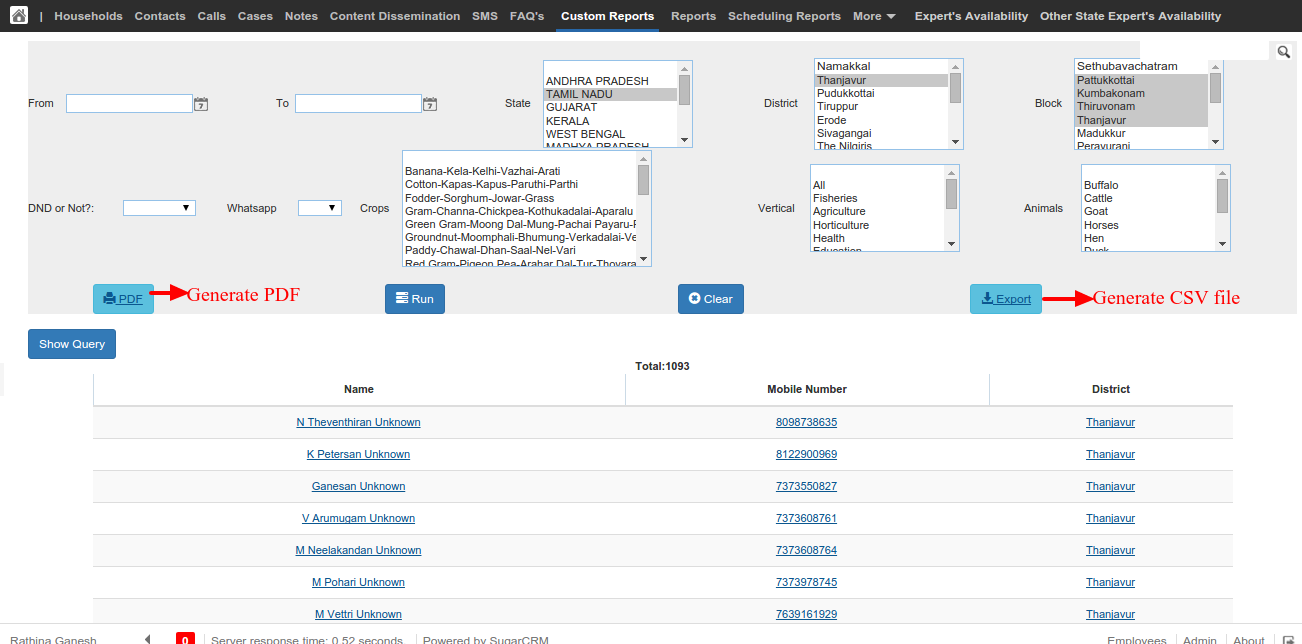 | Households Contacts Calls Cases Notes Content Dissemination SMS FAQ's Custom Reports Reports Scheduling Reports More Expert's Availability Other State Expert's Availability
From To State District Block
ANDHRA PRADESH
TAMIL NADU
GUJARAT
KERALA
WEST BENGAL
MADHYA PRADESH
Namakkal
Thanjavur
Pudukkottai
Tiruppur
Erode
Sivagangai
The Nilgiris
Sethubavachatram
Pattukkottai
Kumbakonam
Thiruvonam
Thanjavur
Madukkur
Peravurani
DND or Not?: Whatsapp Crops Vertical Animals
Banana-Kela-Kelhi-Vazhai-Arati
Cotton-Kapas-Kapus-Paruthi-Parthi
Fodder-Sorghum-Jowar-Grass
Gram-Channa-Chickpea-Kothukadalai-Aparalu
Green Gram-Moong Dal-Mung-Pachai Payaru-
Groundnut-Moomphali-Bhumung-Verkadalai-Ve
Paddy-Chawal-Dhan-Saal-Nel-Vari
Red Gram-Pigeon Pea-Arahar Dal-Tur-Thovara
All
Fisheries
Agriculture
Horticulture
Health
Education
Buffalo
Cattle
Goat
Horses
Hen
Duck
PDF Generate PDF Run Clear Export Generate CSV file
Show Query
Total:1093
Name Mobile Number District
N Theventhiran Unknown 8098738635 Thanjavur
K Petersan Unknown 8122900969 Thanjavur
Ganesan Unknown 7373550827 Thanjavur
V Arumugam Unknown 7373608761 Thanjavur
M Neelakandan Unknown 7373608764 Thanjavur
M Pohari Unknown 7373978745 Thanjavur
M Vettri Unknown 7639161929 Thanjavur
Rathina Ganesh 0 Server response time: 0.52 seconds. Powered by SugarCRM Employees Admin About